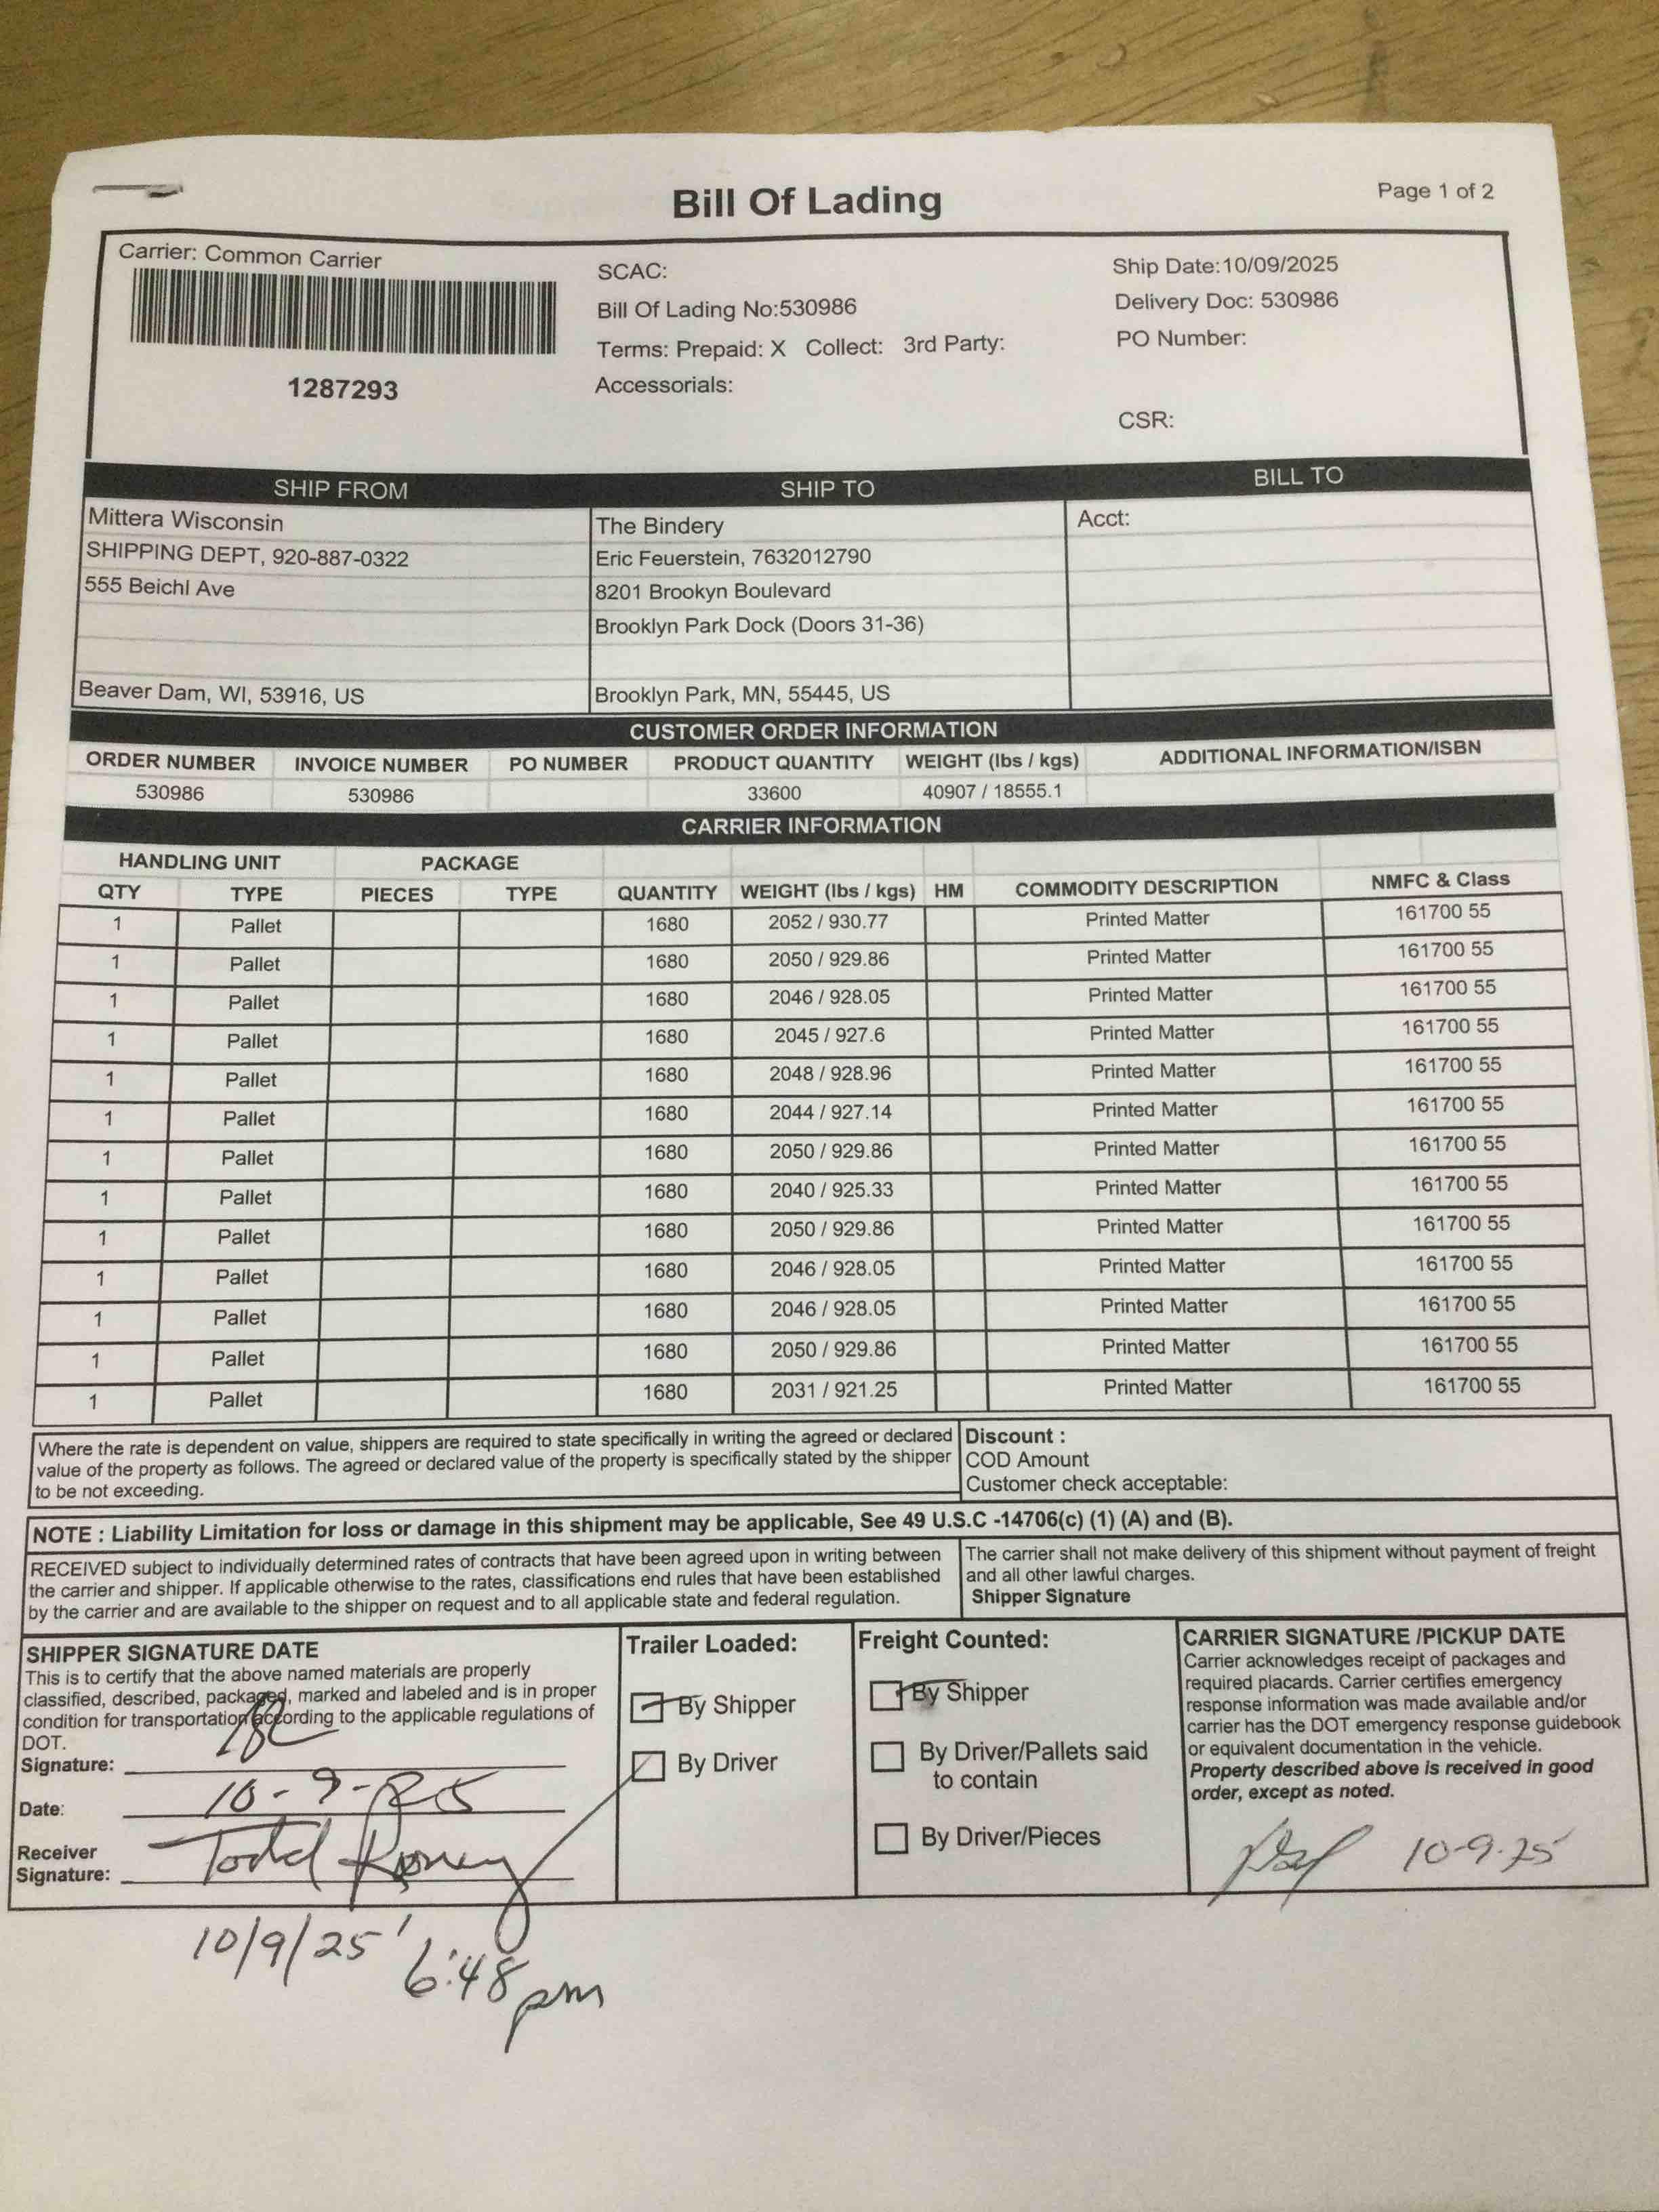 Bill Of Lading
Page 1 of 2
Carrier: Common Carrier
1287293
SCAC:
Bill Of Lading No:530986
Terms: Prepaid: X Collect: 3rd Party:
Accessorials:
Ship Date:10/09/2025
Delivery Doc: 530986
PO Number:
CSR:
SHIP FROM
Mittera Wisconsin
SHIPPING DEPT, 920-887-0322
555 Beichl Ave
Beaver Dam, WI, 53916, US
SHIP TO
The Bindery
Eric Feuerstein, 7632012790
8201 Brookyn Boulevard
Brooklyn Park Dock (Doors 31-36)
Brooklyn Park, MN, 55445, US
BILL TO
Acct:
CUSTOMER ORDER INFORMATION
ORDER NUMBER INVOICE NUMBER PO NUMBER PRODUCT QUANTITY WEIGHT (lbs / kgs) ADDITIONAL INFORMATION/ISBN
530986 530986 33600 40907 / 18555.1
CARRIER INFORMATION
HANDLING UNIT PACKAGE
QTY TYPE PIECES TYPE QUANTITY WEIGHT (lbs / kgs) HM COMMODITY DESCRIPTION NMFC & Class
1 Pallet 1680 2052 / 930.77 Printed Matter 161700 55
1 Pallet 1680 2050 / 929.86 Printed Matter 161700 55
1 Pallet 1680 2046 / 928.05 Printed Matter 161700 55
1 Pallet 1680 2045 / 927.6 Printed Matter 161700 55
1 Pallet 1680 2048 / 928.96 Printed Matter 161700 55
1 Pallet 1680 2044 / 927.14 Printed Matter 161700 55
1 Pallet 1680 2050 / 929.86 Printed Matter 161700 55
1 Pallet 1680 2040 / 925.33 Printed Matter 161700 55
1 Pallet 1680 2050 / 929.86 Printed Matter 161700 55
1 Pallet 1680 2046 / 928.05 Printed Matter 161700 55
1 Pallet 1680 2046 / 928.05 Printed Matter 161700 55
1 Pallet 1680 2050 / 929.86 Printed Matter 161700 55
1 Pallet 1680 2031 / 921.25 Printed Matter 161700 55
Where the rate is dependent on value, shippers are required to state specifically in writing the agreed or declared
value of the property as follows. The agreed or declared value of the property is specifically stated by the shipper
to be not exceeding.
Discount :
COD Amount
Customer check acceptable:
NOTE : Liability Limitation for loss or damage in this shipment may be applicable, See 49 U.S.C -14706(c) (1) (A) and (B).
RECEIVED subject to individually determined rates of contracts that have been agreed upon in writing between
the carrier and shipper. If applicable otherwise to the rates, classifications end rules that have been established
by the carrier and are available to the shipper on request and to all applicable state and federal regulation.
The carrier shall not make delivery of this shipment without payment of freight
and all other lawful charges.
Shipper Signature
SHIPPER SIGNATURE DATE
This is to certify that the above named materials are properly
classified, described, packaged, marked and labeled and is in proper
condition for transportation according to the applicable regulations of
DOT.
Signature:
Date: 10-9-25
Receiver
Signature: Todd
10/9/25 6:48 pm
Trailer Loaded:
By Shipper
By Driver
Freight Counted:
By Shipper
By Driver/Pallets said
to contain
By Driver/Pieces
CARRIER SIGNATURE /PICKUP DATE
Carrier acknowledges receipt of packages and
required placards. Carrier certifies emergency
response information was made available and/or
carrier has the DOT emergency response guidebook
or equivalent documentation in the vehicle.
Property described above is received in good
order, except as noted.
10-9-25